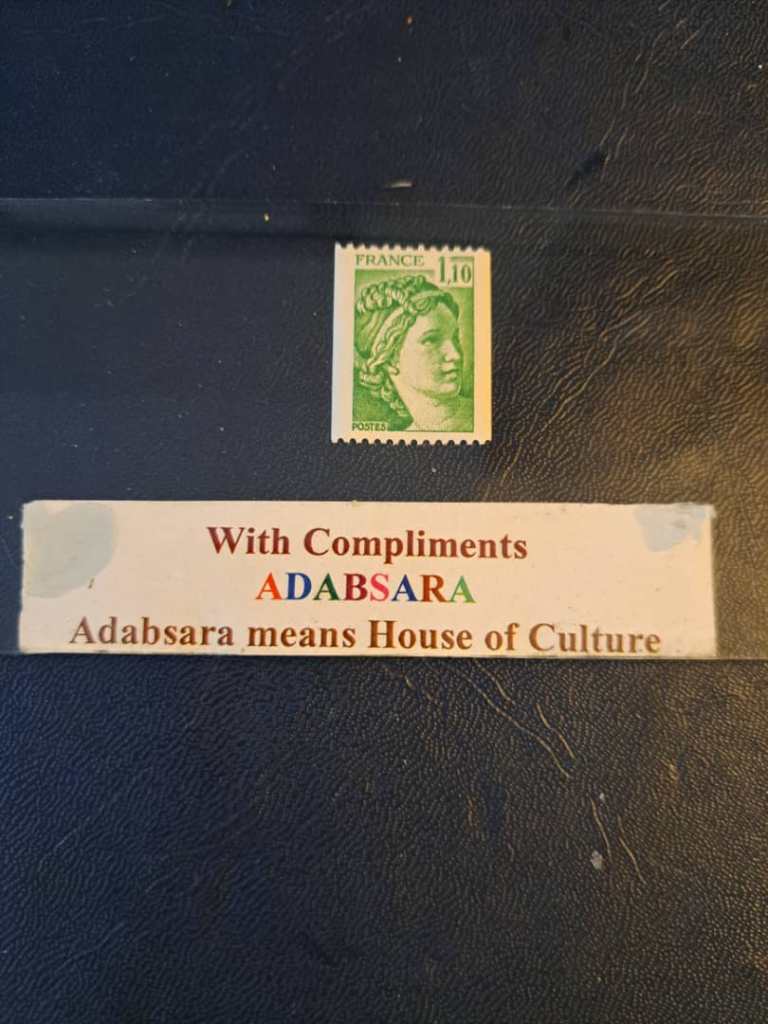 FRANCE 1,10
POSTES
With Compliments
ADABSARA
Adabsara means House of Culture